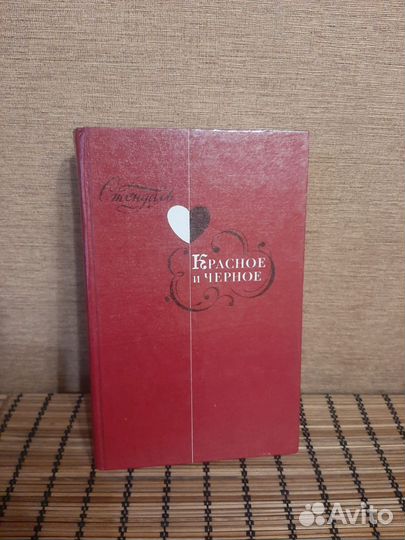 Стендаль
Красное
и черное
Avito